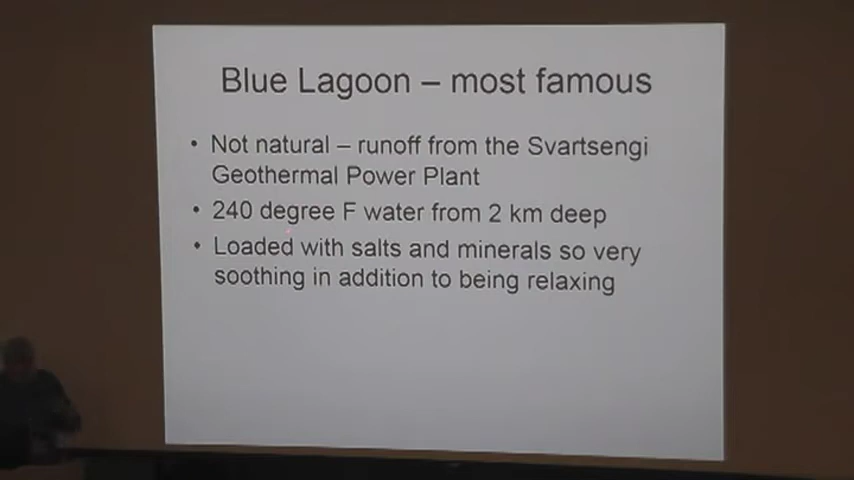 Blue Lagoon – most famous
• Not natural – runoff from the Svartsengi
Geothermal Power Plant
• 240 degree F water from 2 km deep
• Loaded with salts and minerals so very
soothing in addition to being relaxing